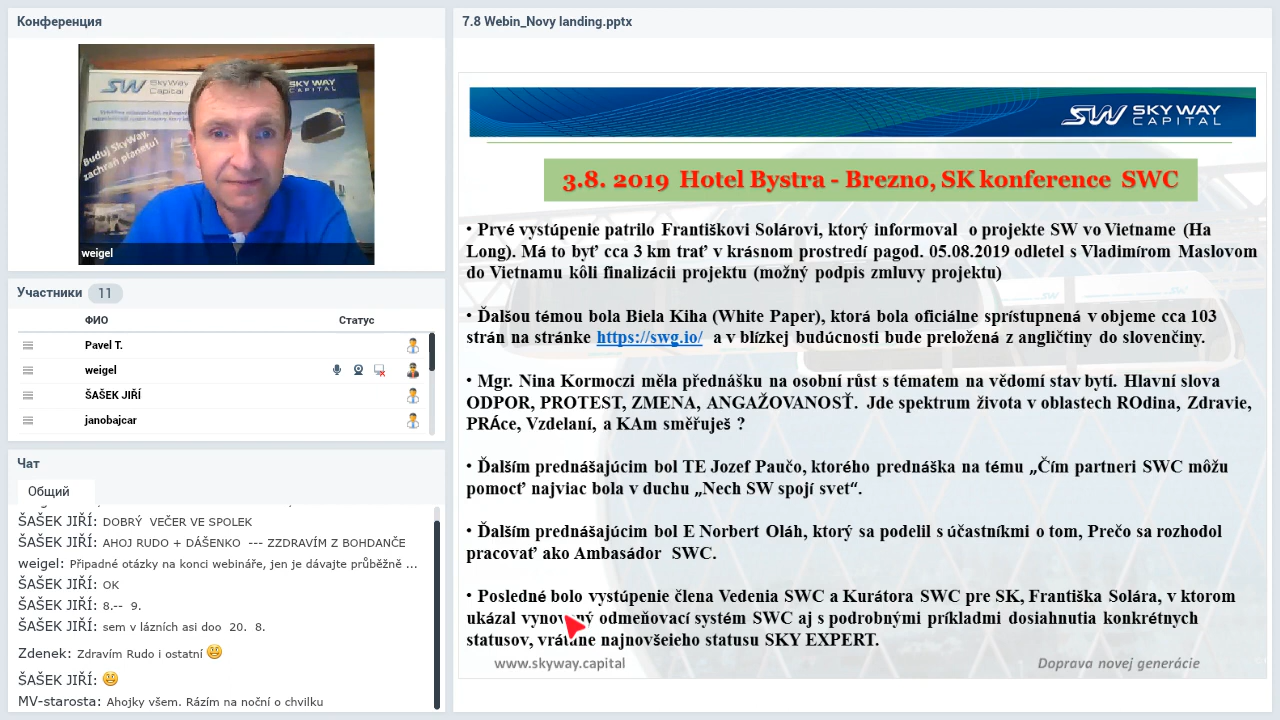 Конференция
SW SkyWay Capital
SKY WAY CAPITAL
Buduj SkyWay,
zachraň planetu!
weigel
Участники 11
ФИО Статус
Pavel T.
weigel
ŠAŠEK JIŘÍ
janobajcar
Чат
Общий
ŠAŠEK JIŘÍ: DOBRÝ VEČER VE SPOLEK
ŠAŠEK JIŘÍ: AHOJ RUDO + DÁŠENKO --- ZZDRAVÍM Z BOHDANČE
weigel: Připadné otázky na konci webináře, jen je dávajte průběžně ...
ŠAŠEK JIŘÍ: OK
ŠAŠEK JIŘÍ: 8.-- 9.
ŠAŠEK JIŘÍ: sem v lázních asi doo 20. 8.
Zdenek: Zdravím Rudo i ostatní
ŠAŠEK JIŘÍ:
MV-starosta: Ahojky všem. Rázím na noční o chvilku
7.8 Webin_Novy landing.pptx
SW SKY WAY CAPITAL
3.8. 2019 Hotel Bystra - Brezno, SK konference SWC
• Prvé vystúpenie patrilo Františkovi Solárovi, ktorý informoval o projekte SW vo Vietname (Ha
Long). Má to byť cca 3 km trať v krásnom prostredí pagod. 05.08.2019 odletel s Vladimírom Maslovom
do Vietnamu kôli finalizácii projektu (možný podpis zmluvy projektu)
• Ďalšou témou bola Biela Kiha (White Paper), ktorá bola oficiálne sprístupnená v objeme cca 103
strán na stránke https://swg.io/ a v blízkej budúcnosti bude preložená z angličtiny do slovenčiny.
• Mgr. Nina Kormoczi měla přednášku na osobní růst s tématem na vědomí stav bytí. Hlavní slova
ODPOR, PROTEST, ZMENA, ANGAŽOVANOSŤ. Jde spektrum života v oblastech ROdina, Zdravie,
PRÁce, Vzdelaní, a KAm směřuješ ?
• Ďalším prednášajúcim bol TE Jozef Paučo, ktorého prednáška na tému „Čím partneri SWC môžu
pomocť najviac bola v duchu „Nech SW spojí svet“.
• Ďalším prednášajúcim bol E Norbert Oláh, ktorý sa podelil s účastníkmi o tom, Prečo sa rozhodol
pracovať ako Ambasádor SWC.
• Posledné bolo vystúpenie člena Vedenia SWC a Kurátora SWC pre SK, Františka Solára, v ktorom
ukázal odmeňovací systém SWC aj s podrobnými príkladmi dosiahnutia konkrétnych
statusov, vrátane najnovšeieho statusu SKY EXPERT.
www.skyway.capital Doprava novej generácie